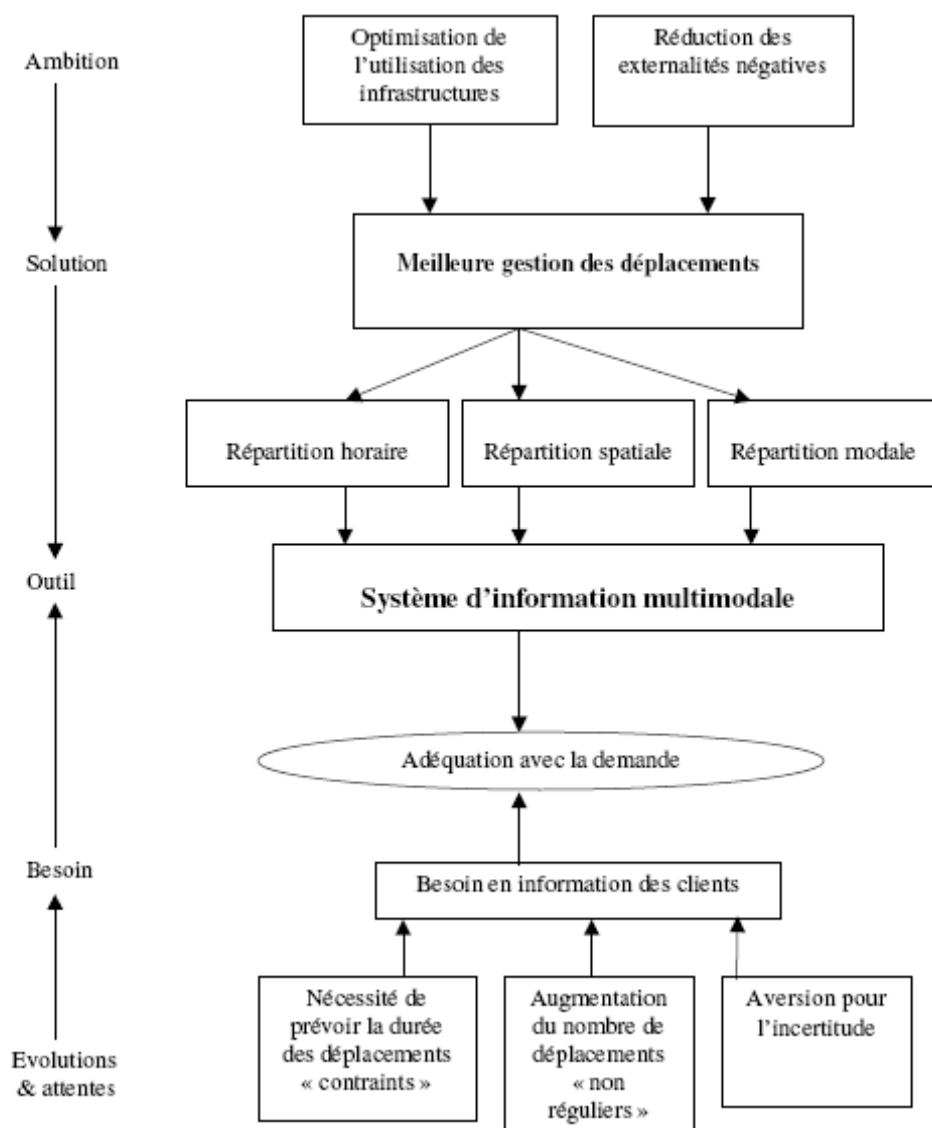 Ambition
Optimisation de
l'utilisation des
infrastructures
Réduction des
externalités négatives
Solution
Meilleure gestion des déplacements
Répartition horaire
Répartition spatiale
Répartition modale
Outil
Système d'information multimodale
Adéquation avec la demande
Besoin
Besoin en information des clients
Evolutions
& attentes
Nécessité de
prévoir la durée
des déplacements
« contraints »
Augmentation
du nombre de
déplacements
« non
réguliers »
Aversion pour
l'incertitude